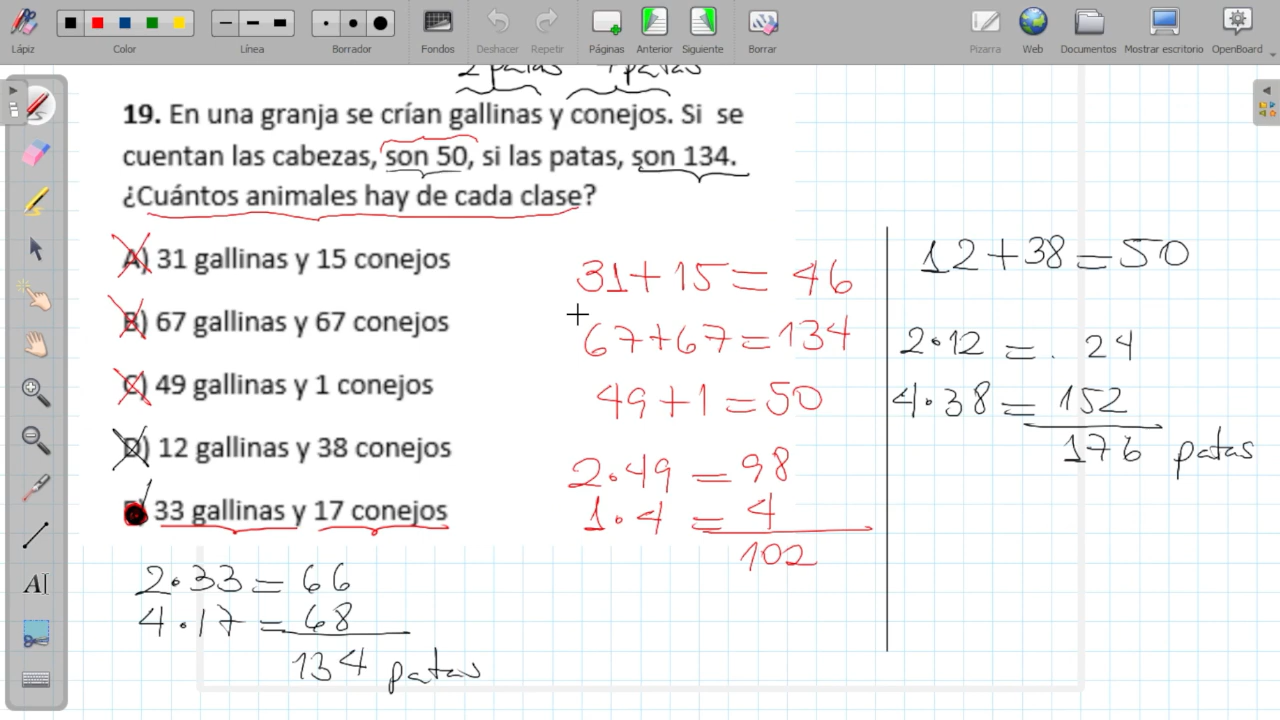 Lápiz
Color
Línea
Borrador
Fondos
Deshacer
Repetir
Páginas
Anterior
Siguiente
Borrar
Pizarra
Web
Documentos
Mostrar escritorio
OpenBoard
2 patas 4 patas
19. En una granja se crían gallinas y conejos. Si se
cuentan las cabezas, son 50, si las patas, son 134.
¿Cuántos animales hay de cada clase?
A) 31 gallinas y 15 conejos
B) 67 gallinas y 67 conejos
C) 49 gallinas y 1 conejos
D) 12 gallinas y 38 conejos
33 gallinas y 17 conejos
2·33 = 66
4·17 = 68
134 patas
31 + 15 = 46
67 + 67 = 134
49 + 1 = 50
2·49 = 98
1·4 = 4
102
12 + 38 = 50
2·12 = 24
4·38 = 152
176 patas
AI